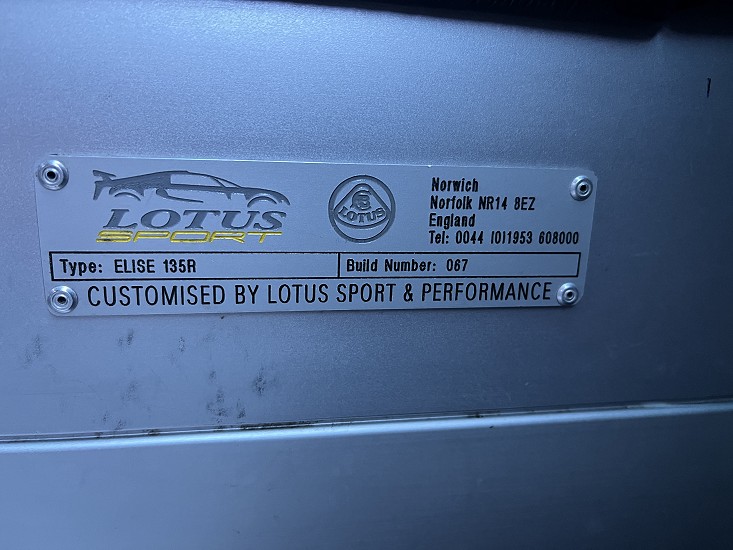 LOTUS
SPORT
LOTUS
Norwich
Norfolk NR14 8EZ
England
Tel: 0044 (0)1953 608000
Type: ELISE 135R
Build Number: 067
CUSTOMISED BY LOTUS SPORT & PERFORMANCE